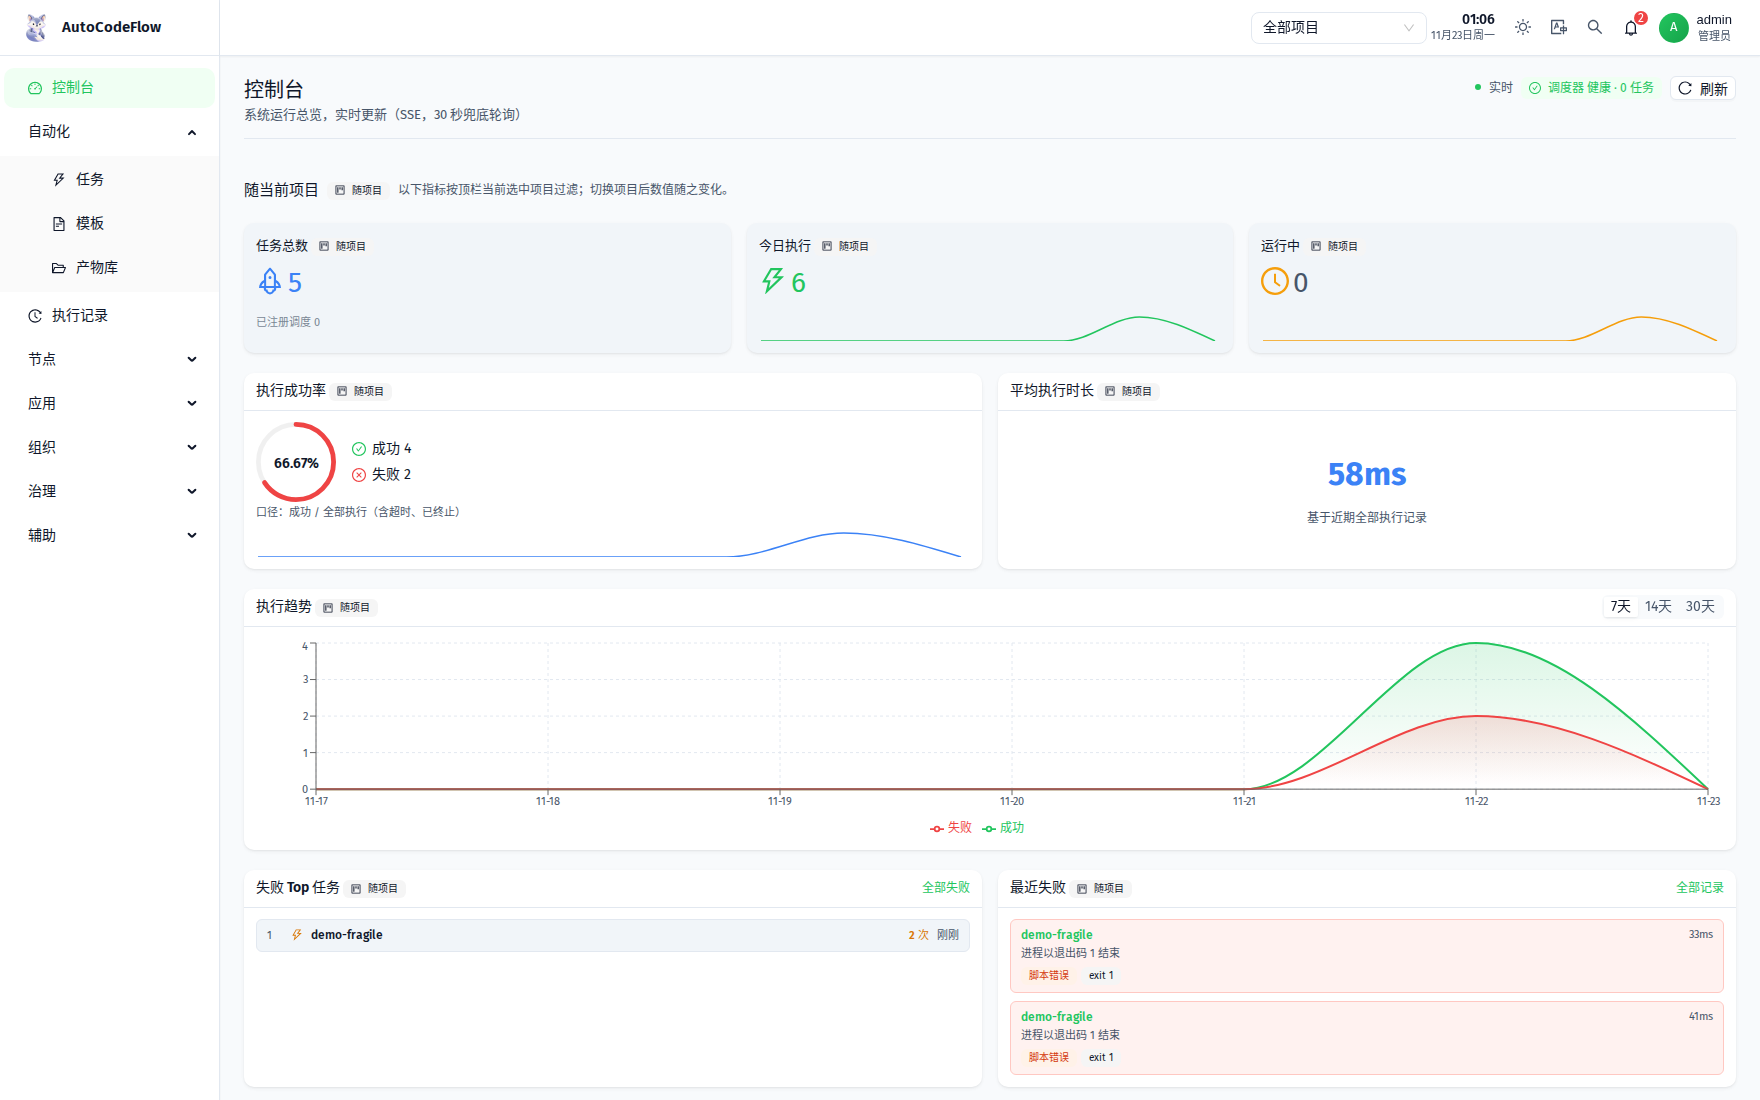 AutoCodeFlow
全部项目
01:06
11月23日周一
2
A
admin
管理员
控制台
自动化
任务
模板
产物库
执行记录
节点
应用
组织
治理
辅助
控制台
系统运行总览，实时更新（SSE，30 秒兜底轮询）
实时
调度器 健康 · 0 任务
刷新
随当前项目 随项目 以下指标按顶栏当前选中项目过滤；切换项目后数值随之变化。
任务总数 随项目
5
已注册调度 0
今日执行 随项目
6
运行中 随项目
0
执行成功率 随项目
66.67%
成功 4
失败 2
口径：成功 / 全部执行（含超时、已终止）
平均执行时长 随项目
58ms
基于近期全部执行记录
执行趋势 随项目
7天 14天 30天
4
3
2
1
0
11-17 11-18 11-19 11-20 11-21 11-22 11-23
失败 成功
失败 Top 任务 随项目 全部失败
1 demo-fragile 2 次 刚刚
最近失败 随项目 全部记录
demo-fragile 33ms
进程以退出码 1 结束
脚本错误 exit 1
demo-fragile 41ms
进程以退出码 1 结束
脚本错误 exit 1